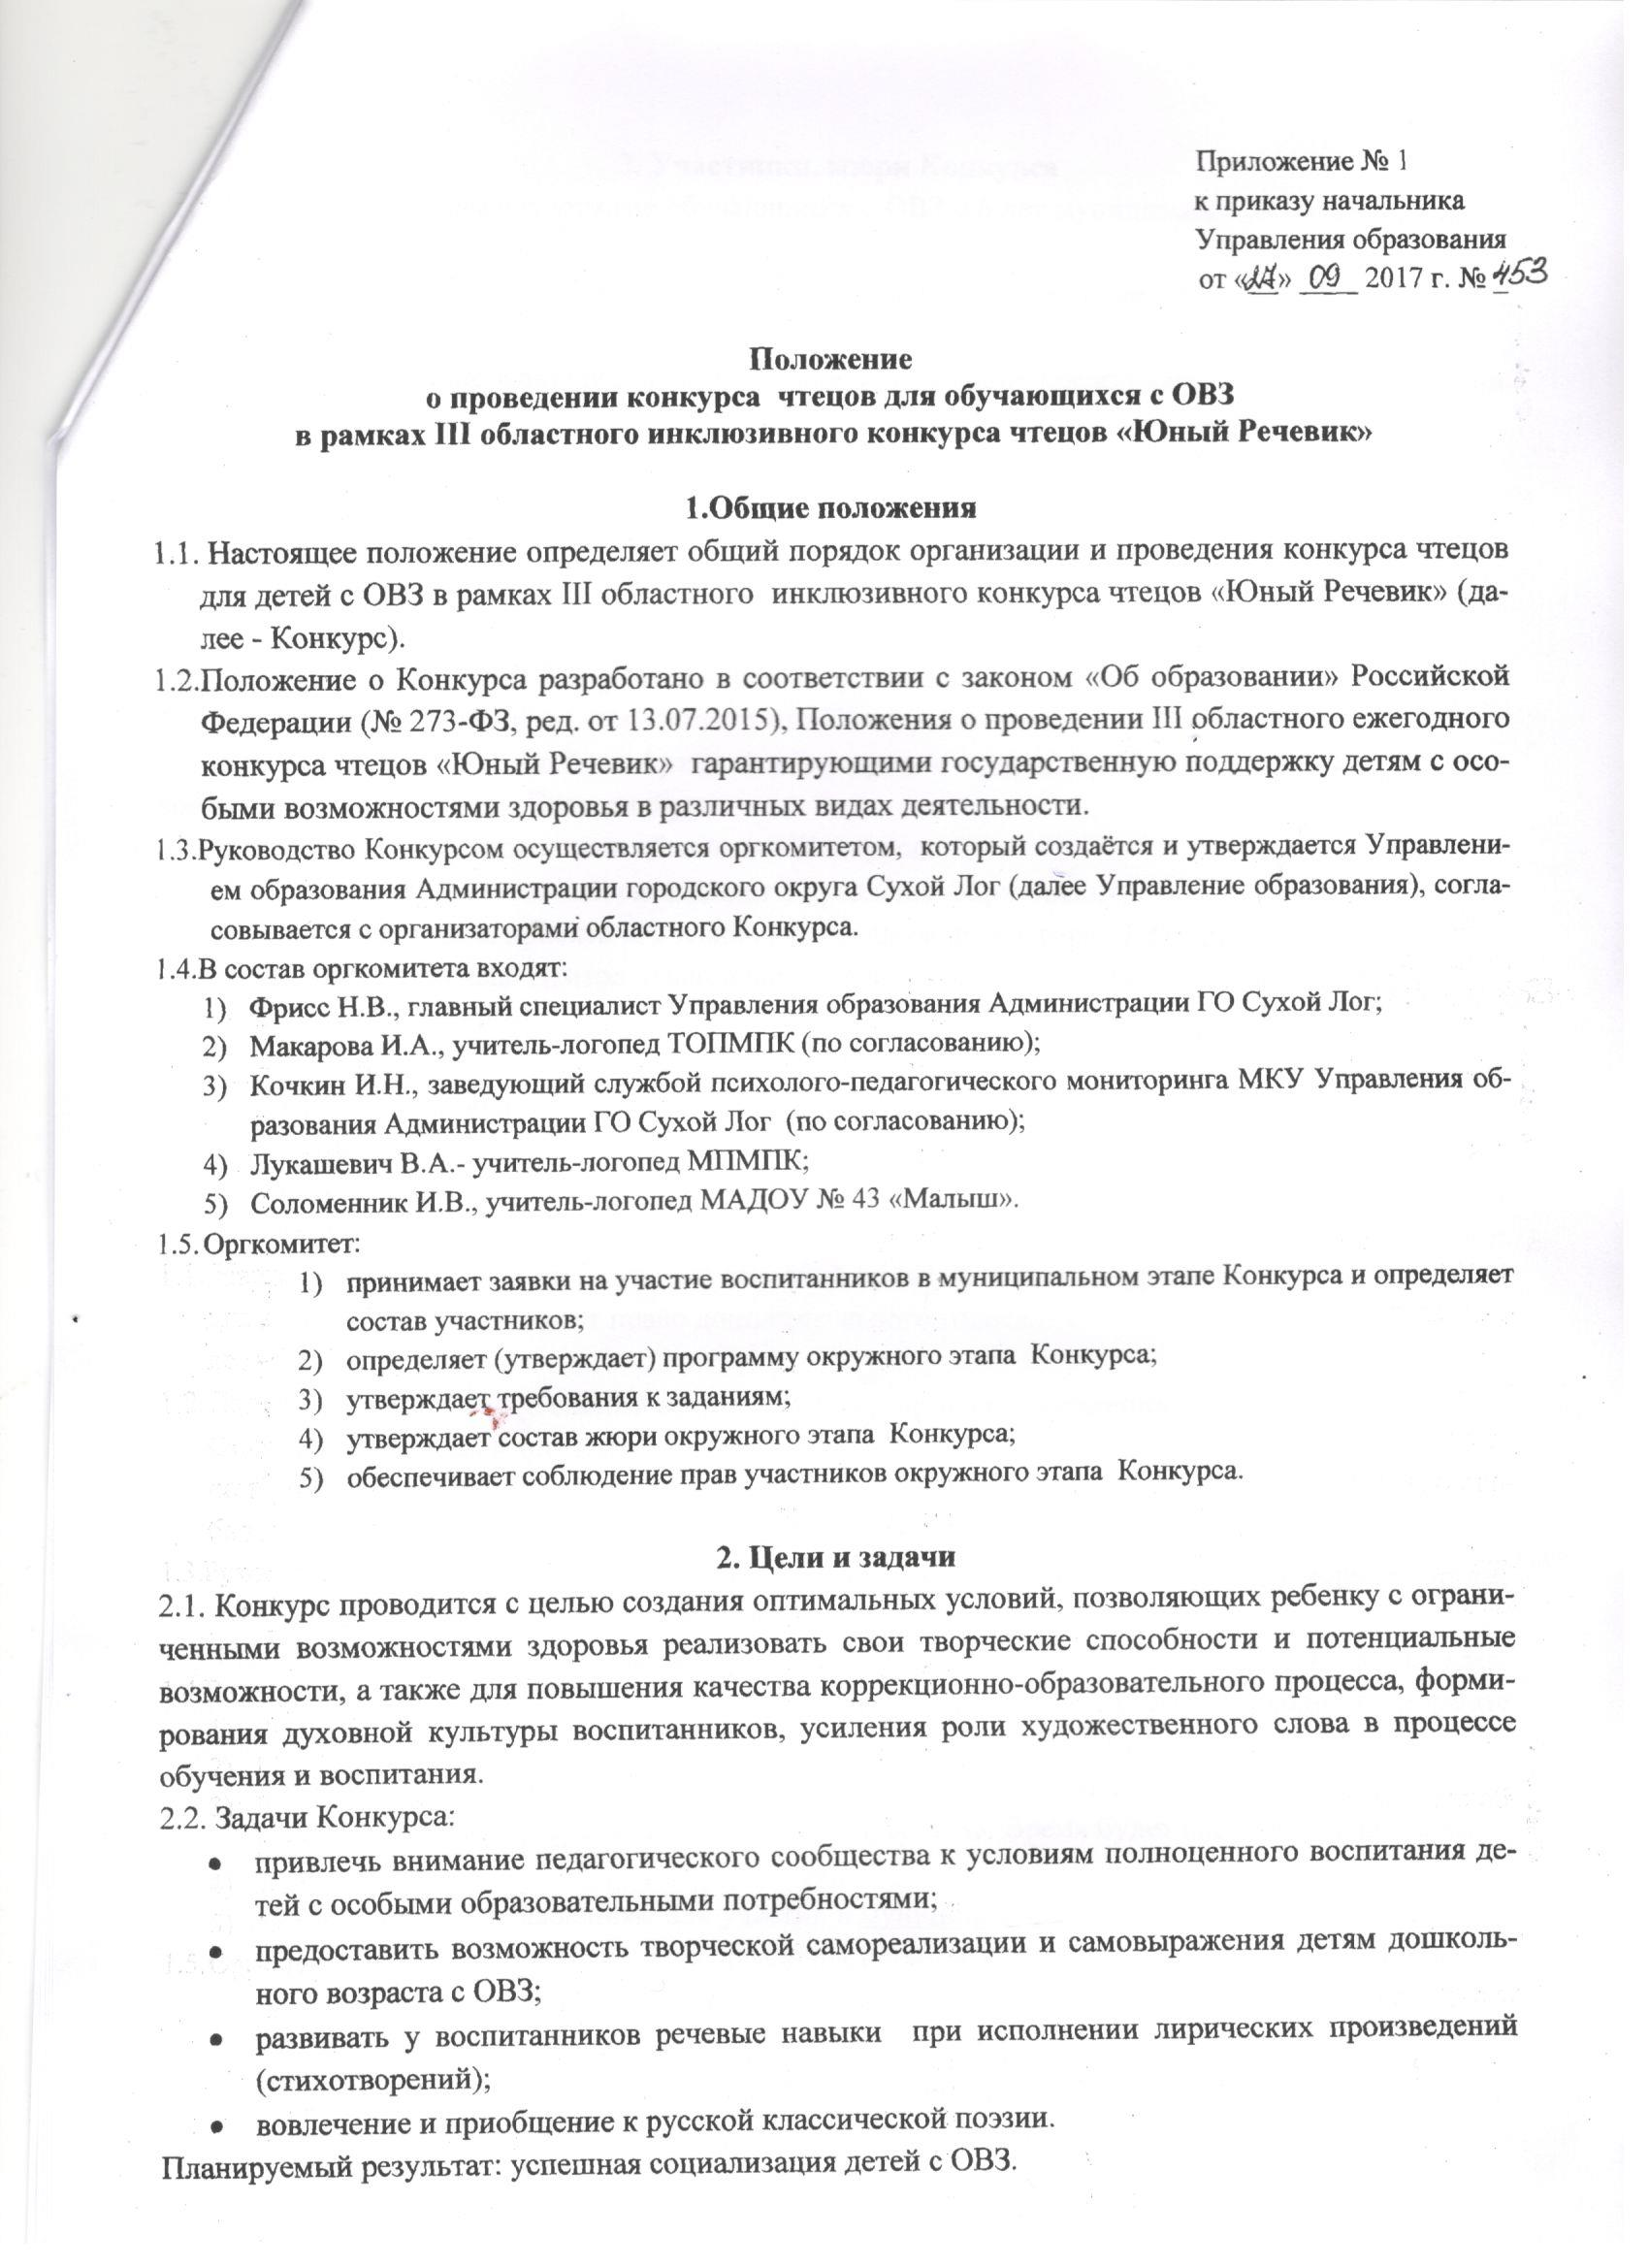 Приложение № 1
к приказу начальника
Управления образования
от «27» 09 2017 г. № 453
Положение
о проведении конкурса чтецов для обучающихся с ОВЗ
в рамках III областного инклюзивного конкурса чтецов «Юный Речевик»
1.Общие положения
1.1. Настоящее положение определяет общий порядок организации и проведения конкурса чтецов
для детей с ОВЗ в рамках III областного инклюзивного конкурса чтецов «Юный Речевик» (да-
лее - Конкурс).
1.2.Положение о Конкурса разработано в соответствии с законом «Об образовании» Российской
Федерации (№ 273-ФЗ, ред. от 13.07.2015), Положения о проведении III областного ежегодного
конкурса чтецов «Юный Речевик» гарантирующими государственную поддержку детям с осо-
быми возможностями здоровья в различных видах деятельности.
1.3.Руководство Конкурсом осуществляется оргкомитетом, который создаётся и утверждается Управлени-
ем образования Администрации городского округа Сухой Лог (далее Управление образования), согла-
совывается с организаторами областного Конкурса.
1.4.В состав оргкомитета входят:
1) Фрисс Н.В., главный специалист Управления образования Администрации ГО Сухой Лог;
2) Макарова И.А., учитель-логопед ТОПМПК (по согласованию);
3) Кочкин И.Н., заведующий службой психолого-педагогического мониторинга МКУ Управления об-
разования Администрации ГО Сухой Лог (по согласованию);
4) Лукашевич В.А.- учитель-логопед МПМПК;
5) Соломенник И.В., учитель-логопед МАДОУ № 43 «Малыш».
1.5. Оргкомитет:
1) принимает заявки на участие воспитанников в муниципальном этапе Конкурса и определяет
состав участников;
2) определяет (утверждает) программу окружного этапа Конкурса;
3) утверждает требования к заданиям;
4) утверждает состав жюри окружного этапа Конкурса;
5) обеспечивает соблюдение прав участников окружного этапа Конкурса.
2. Цели и задачи
2.1. Конкурс проводится с целью создания оптимальных условий, позволяющих ребенку с ограни-
ченными возможностями здоровья реализовать свои творческие способности и потенциальные
возможности, а также для повышения качества коррекционно-образовательного процесса, форми-
рования духовной культуры воспитанников, усиления роли художественного слова в процессе
обучения и воспитания.
2.2. Задачи Конкурса:
• привлечь внимание педагогического сообщества к условиям полноценного воспитания де-
тей с особыми образовательными потребностями;
• предоставить возможность творческой самореализации и самовыражения детям дошколь-
ного возраста с ОВЗ;
• развивать у воспитанников речевые навыки при исполнении лирических произведений
(стихотворений);
• вовлечение и приобщение к русской классической поэзии.
Планируемый результат: успешная социализация детей с ОВЗ.